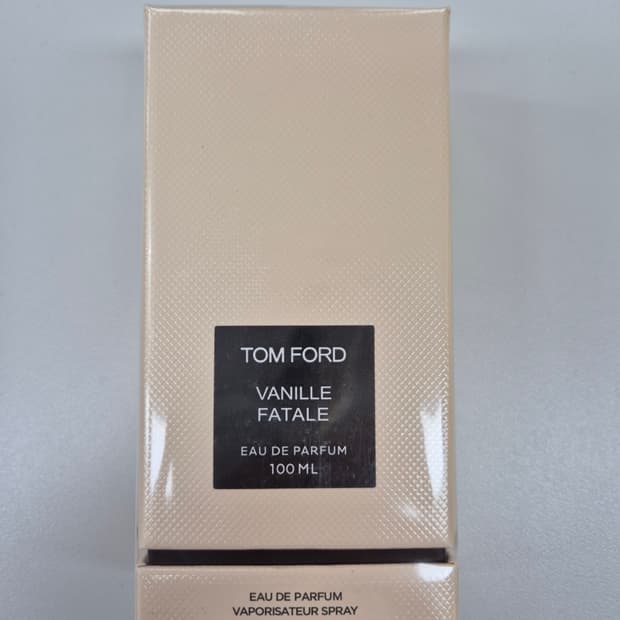 TOM FORD
VANILLE
FATALE
EAU DE PARFUM
100 ML
EAU DE PARFUM
VAPORISATEUR SPRAY